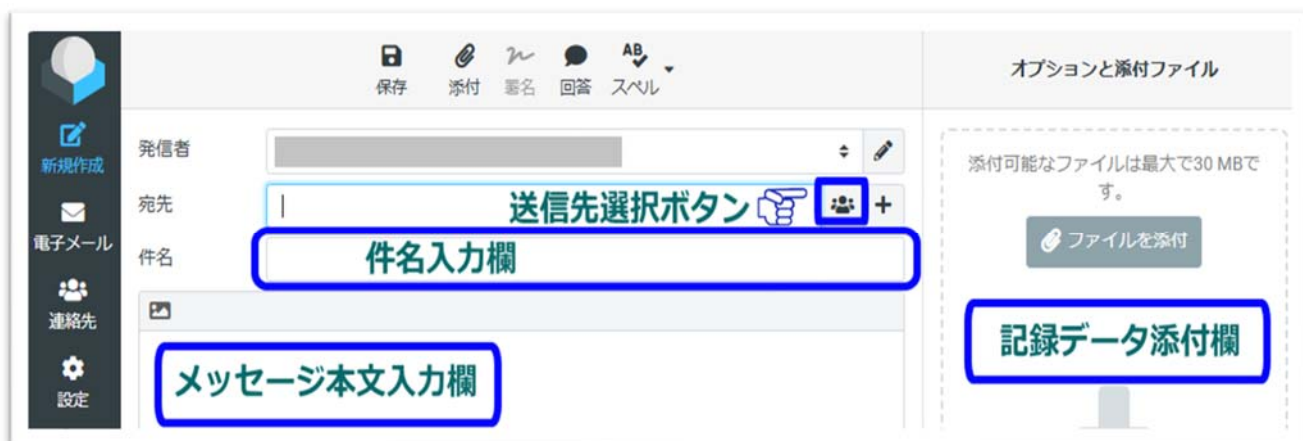 保存
添付
署名
回答
AB
スペル
オプションと添付ファイル
新規作成
電子メール
連絡先
設定
発信者
宛先
送信先選択ボタン
件名
件名入力欄
メッセージ本文入力欄
添付可能なファイルは最大で30 MBで
す。
ファイルを添付
記録データ添付欄